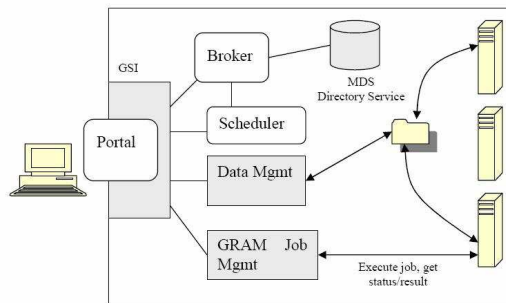 GSI
Broker
MDS
Directory Service
Portal
Scheduler
Data Mgmt
GRAM Job
Mgmt
Execute job, get
status/result